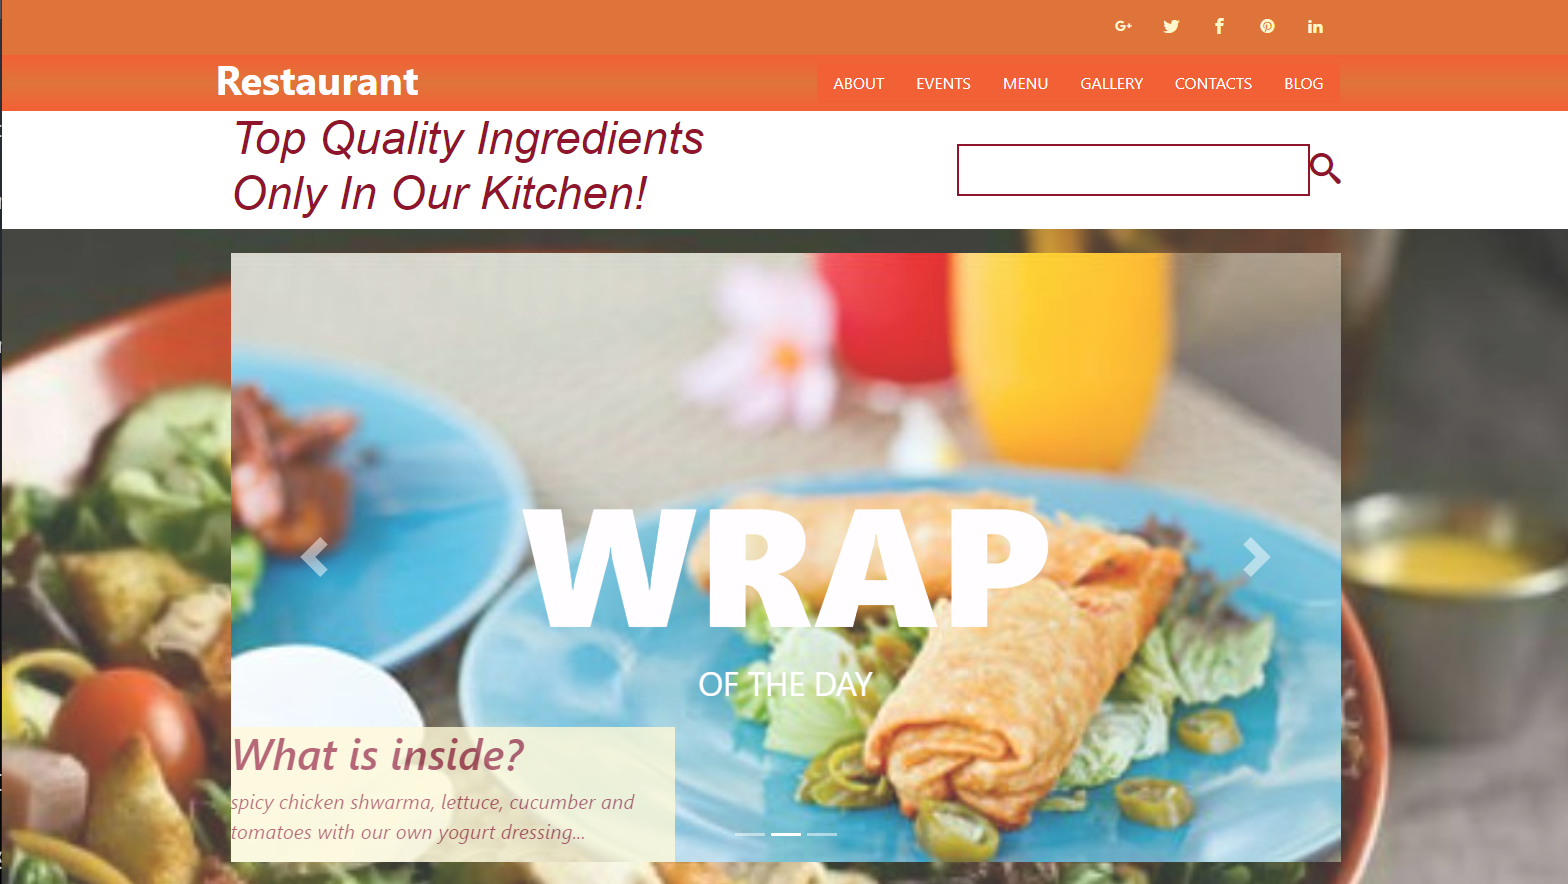 Restaurant
ABOUT EVENTS MENU GALLERY CONTACTS BLOG
Top Quality Ingredients
Only In Our Kitchen!
WRAP
OF THE DAY
What is inside?
spicy chicken shwarma, lettuce, cucumber and
tomatoes with our own yogurt dressing...